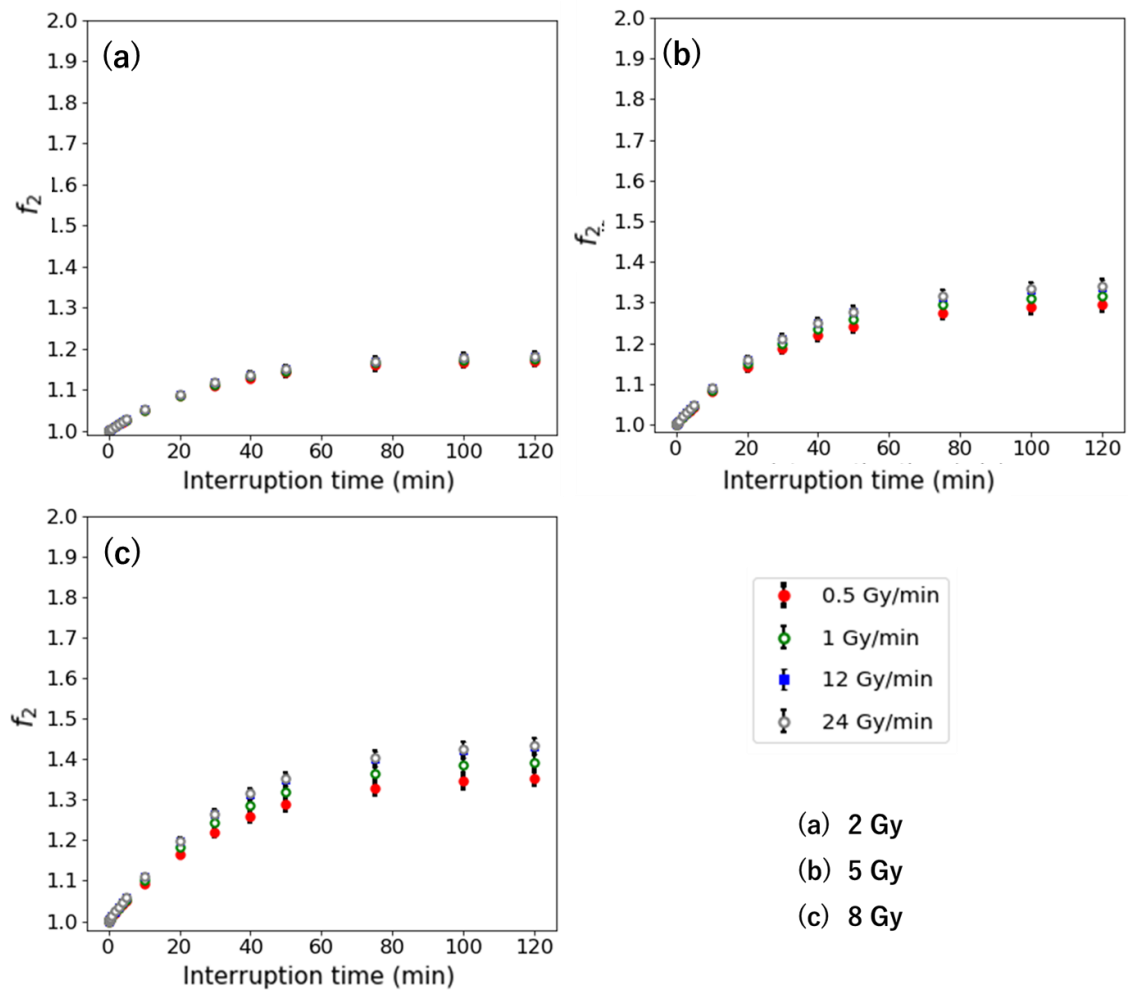 (a)
2.0
1.9
1.8
1.7
1.6
1.5
1.4
1.3
1.2
1.1
1.0
f2
0 20 40 60 80 100 120
Interruption time (min)
(b)
2.0
1.9
1.8
1.7
1.6
1.5
1.4
1.3
1.2
1.1
1.0
f2
0 20 40 60 80 100 120
Interruption time (min)
(c)
2.0
1.9
1.8
1.7
1.6
1.5
1.4
1.3
1.2
1.1
1.0
f2
0 20 40 60 80 100 120
Interruption time (min)
0.5 Gy/min
1 Gy/min
12 Gy/min
24 Gy/min
(a) 2 Gy
(b) 5 Gy
(c) 8 Gy